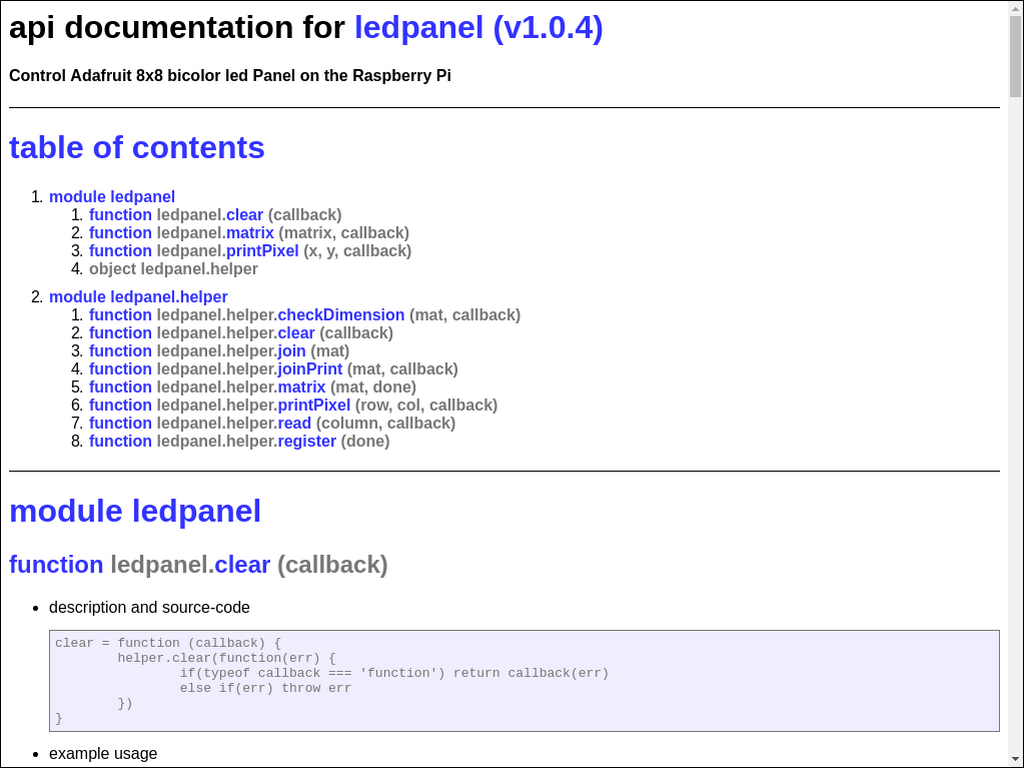 api documentation for ledpanel (v1.0.4)
Control Adafruit 8x8 bicolor led Panel on the Raspberry Pi
table of contents
1. module ledpanel
1. function ledpanel.clear (callback)
2. function ledpanel.matrix (matrix, callback)
3. function ledpanel.printPixel (x, y, callback)
4. object ledpanel.helper
2. module ledpanel.helper
1. function ledpanel.helper.checkDimension (mat, callback)
2. function ledpanel.helper.clear (callback)
3. function ledpanel.helper.join (mat)
4. function ledpanel.helper.joinPrint (mat, callback)
5. function ledpanel.helper.matrix (mat, done)
6. function ledpanel.helper.printPixel (row, col, callback)
7. function ledpanel.helper.read (column, callback)
8. function ledpanel.helper.register (done)
module ledpanel
function ledpanel.clear (callback)
• description and source-code
clear = function (callback) {
        helper.clear(function(err) {
                if(typeof callback === 'function') return callback(err)
                else if(err) throw err
        })
}
• example usage